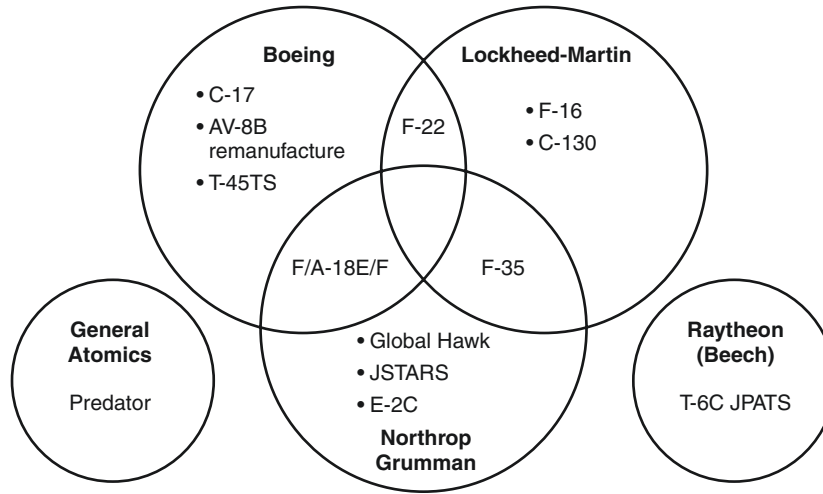 Boeing
• C-17
• AV-8B
remanufacture
• T-45TS
Lockheed-Martin
• F-16
• C-130
F-22
F/A-18E/F
F-35
General
Atomics
Predator
• Global Hawk
• JSTARS
• E-2C
Northrop
Grumman
Raytheon
(Beech)
T-6C JPATS